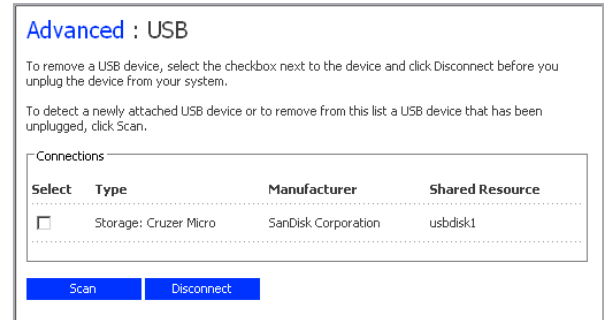 Advanced : USB
To remove a USB device, select the checkbox next to the device and click Disconnect before you
unplug the device from your system.
To detect a newly attached USB device or to remove from this list a USB device that has been
unplugged, click Scan.
Connections
Select Type Manufacturer Shared Resource
Storage: Cruzer Micro SanDisk Corporation usbdisk1
Scan Disconnect